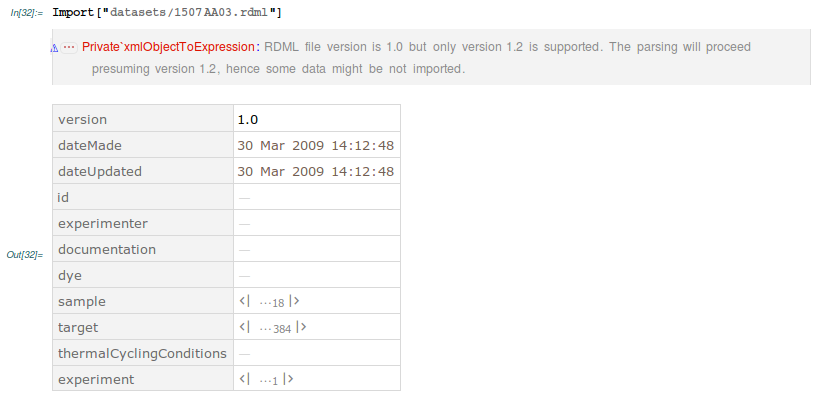 In[32]:= Import["datasets/1507AA03.rdml"]
... Private`xmlObjectToExpression: RDML file version is 1.0 but only version 1.2 is supported. The parsing will proceed
presuming version 1.2, hence some data might be not imported.
version 1.0
dateMade 30 Mar 2009 14:12:48
dateUpdated 30 Mar 2009 14:12:48
id —
experimenter —
documentation —
Out[32]=
dye —
sample <| ...18 |>
target <| ...384 |>
thermalCyclingConditions —
experiment <| ...1 |>